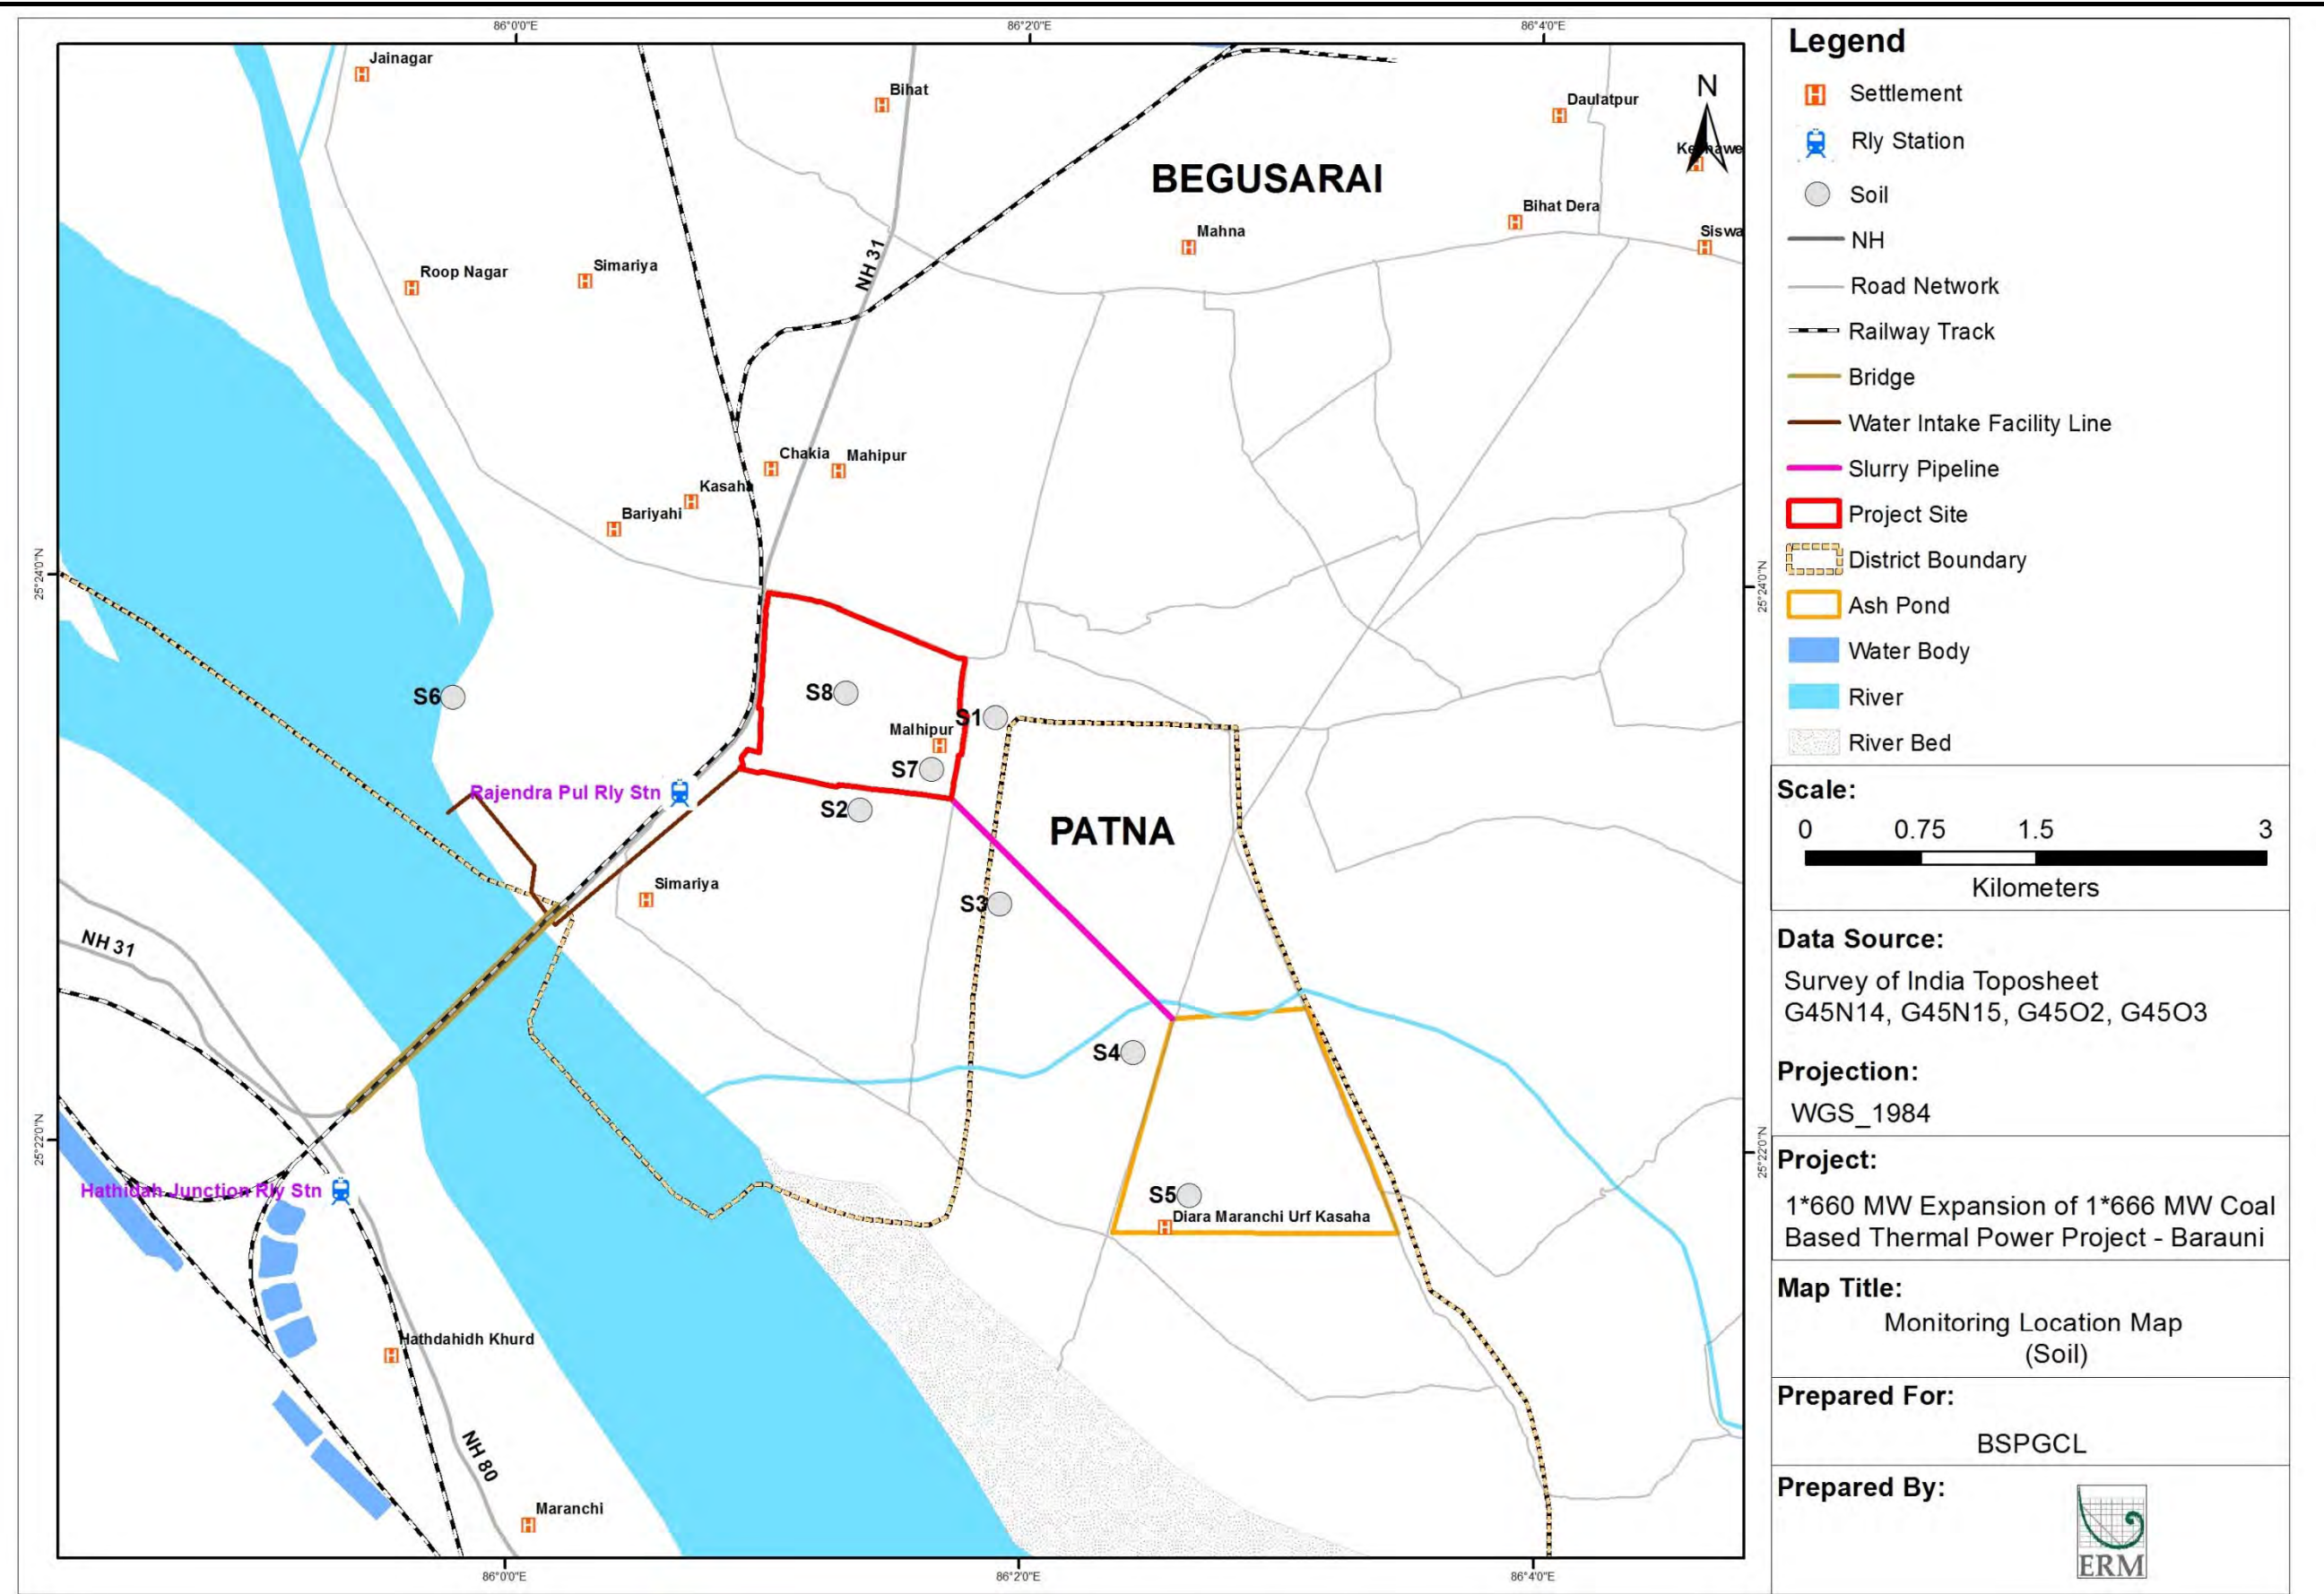 86°0'0"E
86°2'0"E
86°4'0"E
Jainagar
Bihat
Daulatpur
N
BEGUSARAI
Bihat Dera
Mahna
Siswa
NH 31
Roop Nagar
Simariya
Chakia
Mahipur
Kasaha
Bariyahi
25°24'0"N
25°24'0"N
S6
S8
S1
Malhipur
S7
Rajendra Pul Rly Stn
S2
PATNA
Simariya
S3
NH 31
S4
25°22'0"N
25°22'0"N
Hathidah Junction Rly Stn
S5
Diara Maranchi Urf Kasaha
Hathdahidh Khurd
NH 80
Maranchi
86°0'0"E
86°2'0"E
86°4'0"E
Legend
Settlement
Rly Station
Soil
NH
Road Network
Railway Track
Bridge
Water Intake Facility Line
Slurry Pipeline
Project Site
District Boundary
Ash Pond
Water Body
River
River Bed
Scale:
0 0.75 1.5 3
Kilometers
Data Source:
Survey of India Toposheet
G45N14, G45N15, G45O2, G45O3
Projection:
WGS_1984
Project:
1*660 MW Expansion of 1*666 MW Coal
Based Thermal Power Project - Barauni
Map Title:
Monitoring Location Map
(Soil)
Prepared For:
BSPGCL
Prepared By:
ERM